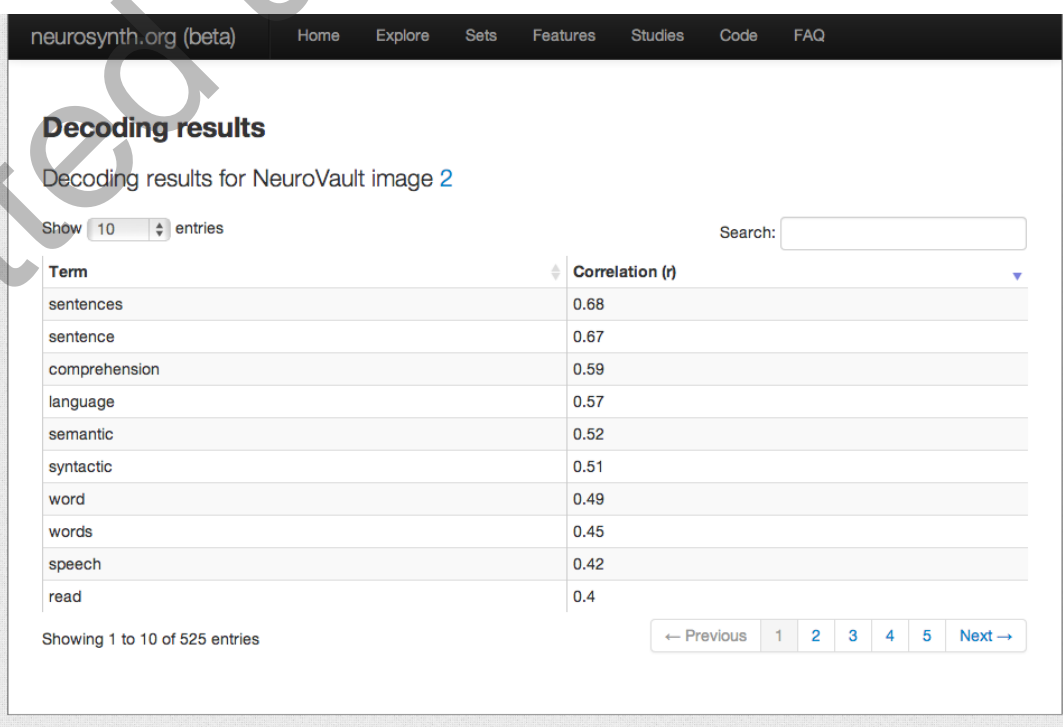 neurosynth.org (beta) Home Explore Sets Features Studies Code FAQ
Decoding results
Decoding results for NeuroVault image 2
Show 10 entries Search:
Term Correlation (r)
sentences 0.68
sentence 0.67
comprehension 0.59
language 0.57
semantic 0.52
syntactic 0.51
word 0.49
words 0.45
speech 0.42
read 0.4
Showing 1 to 10 of 525 entries ← Previous 1 2 3 4 5 Next →